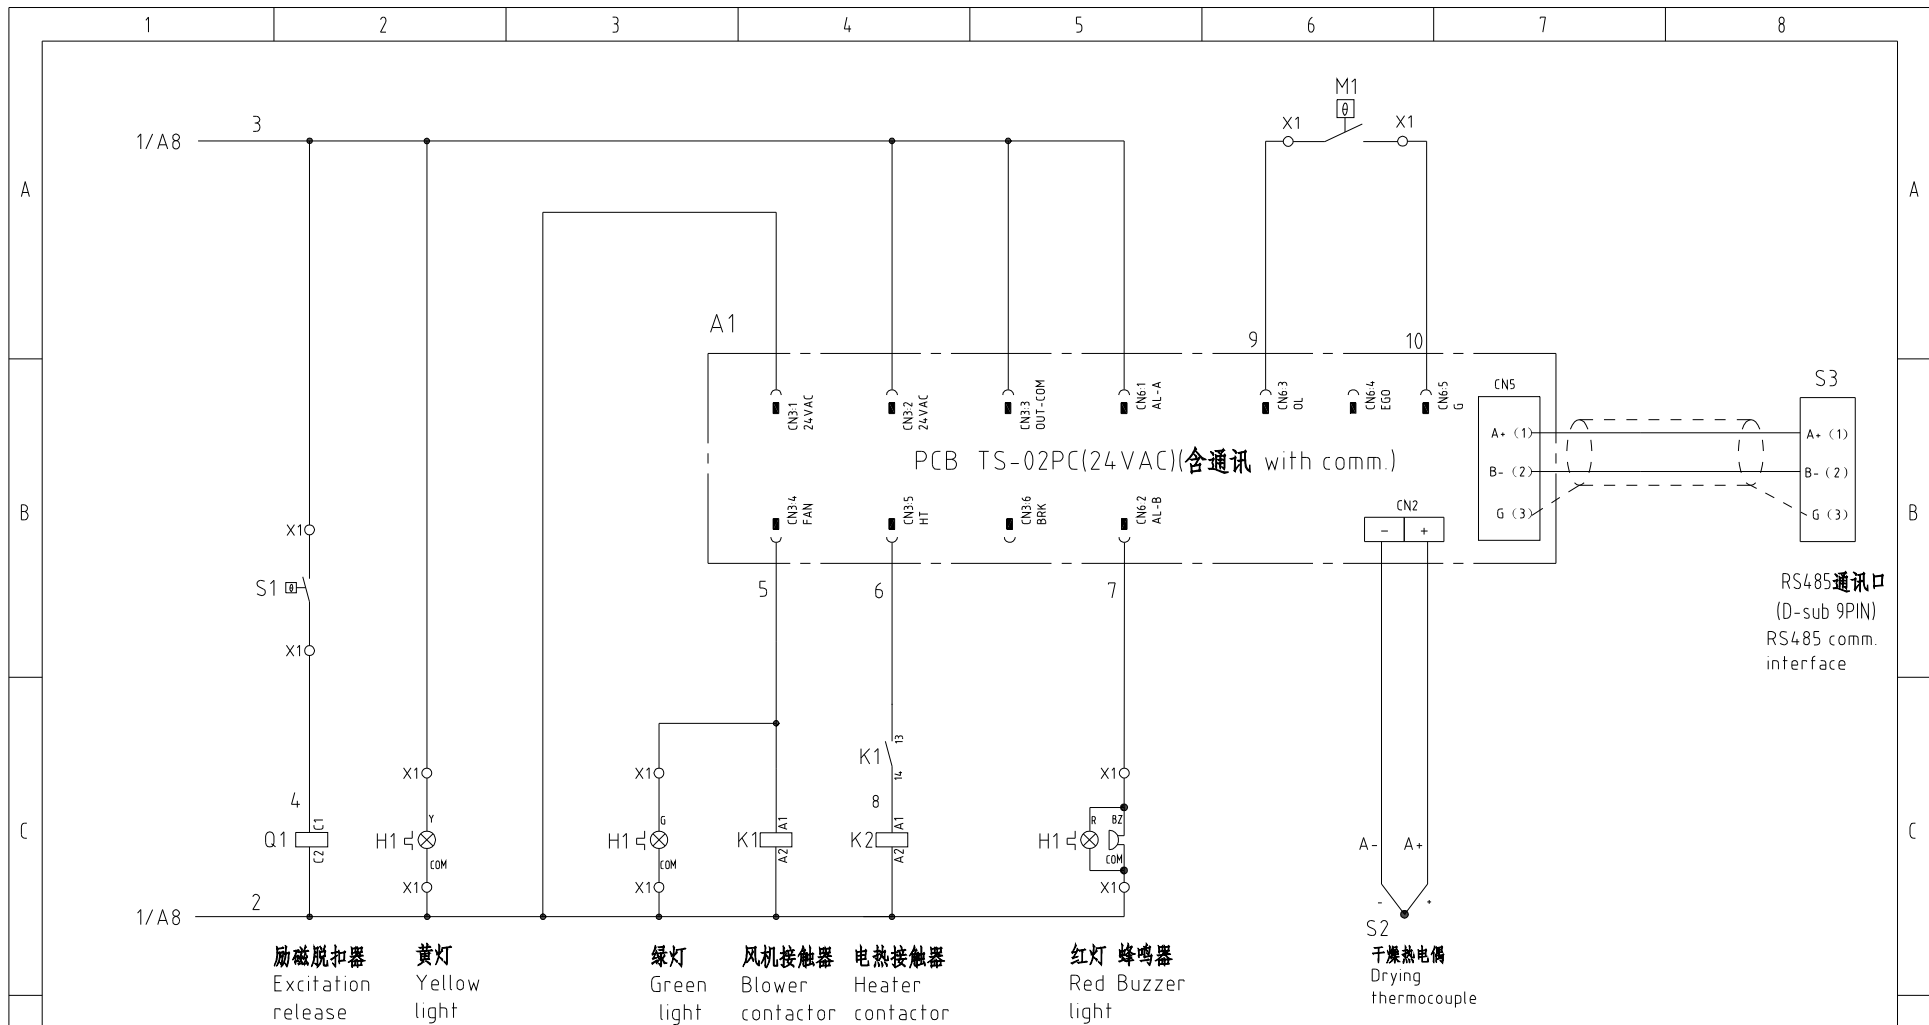 1 2 3 4 5 6 7 8
M1
θ
X1 X1
3
1/A8
A A
A1
9 10
CN3:1
24VAC
CN3:2
24VAC
CN3:3
OUT-COM
CN6:1
AL-A
CN6:3
OL
CN6:4
EGO
CN6:5
G
CN5
S3
A+ (1)
B- (2)
G (3)
A+ (1)
B- (2)
G (3)
PCB TS-02PC(24VAC)(含通讯 with comm.)
CN3:4
FAN
CN3:5
HT
CN3:6
BRK
CN6:2
AL-B
CN2
- +
B B
X1
S1
θ
X1
5 6 7
RS485通讯口
(D-sub 9PIN)
RS485 comm.
interface
K1
13
14
X1 X1 X1
4 8
Q1
C1
C2
H1
Y
COM
H1
G
COM
K1
A1
A2
K2
A1
A2
H1
R BZ
COM
A- A+
C C
X1 X1 X1
- +
2
1/A8
S2
励磁脱扣器
Excitation
release
黄灯
Yellow
light
绿灯
Green
light
风机接触器
Blower
contactor
电热接触器
Heater
contactor
红灯 蜂鸣器
Red Buzzer
light
干燥热电偶
Drying
thermocouple